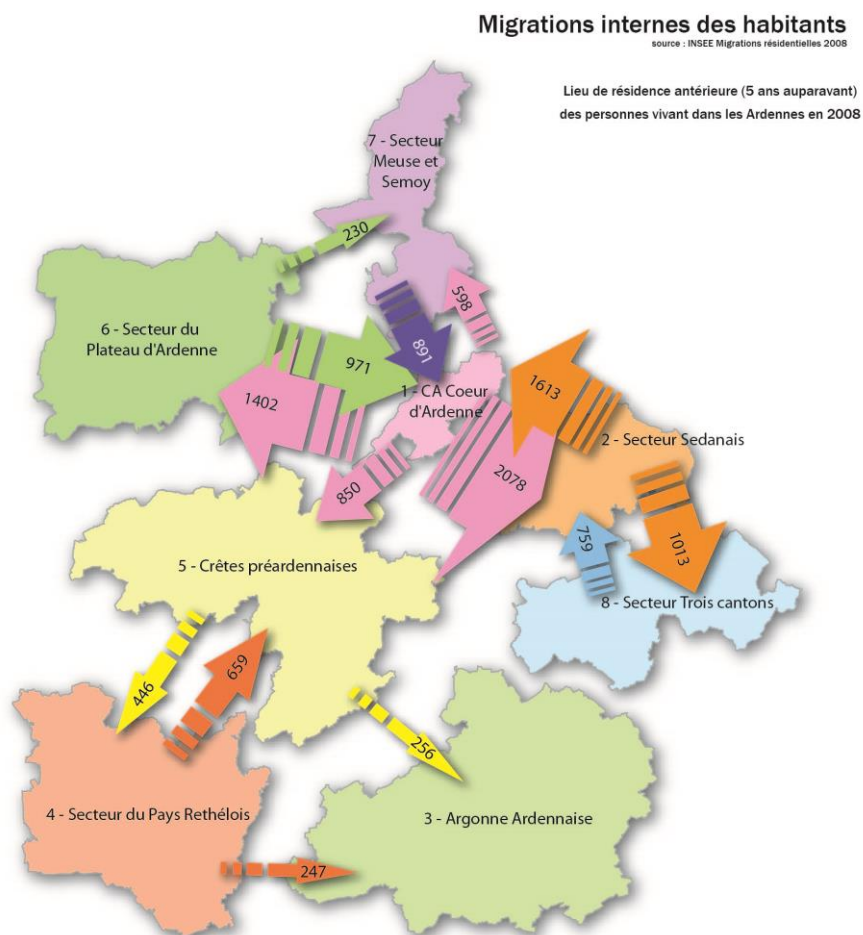 Migrations internes des habitants
source : INSEE Migrations résidentielles 2008
Lieu de résidence antérieure (5 ans auparavant)
des personnes vivant dans les Ardennes en 2008
7 - Secteur
Meuse et
Semoy
230
598
6 - Secteur du
Plateau d'Ardenne
891
971
1402
1 - CA Coeur
d'Ardenne
1613
2 - Secteur Sedanais
2078
850
759
1013
5 - Crêtes préardennaises
8 - Secteur Trois cantons
446
659
256
4 - Secteur du Pays Rethélois
3 - Argonne Ardennaise
247